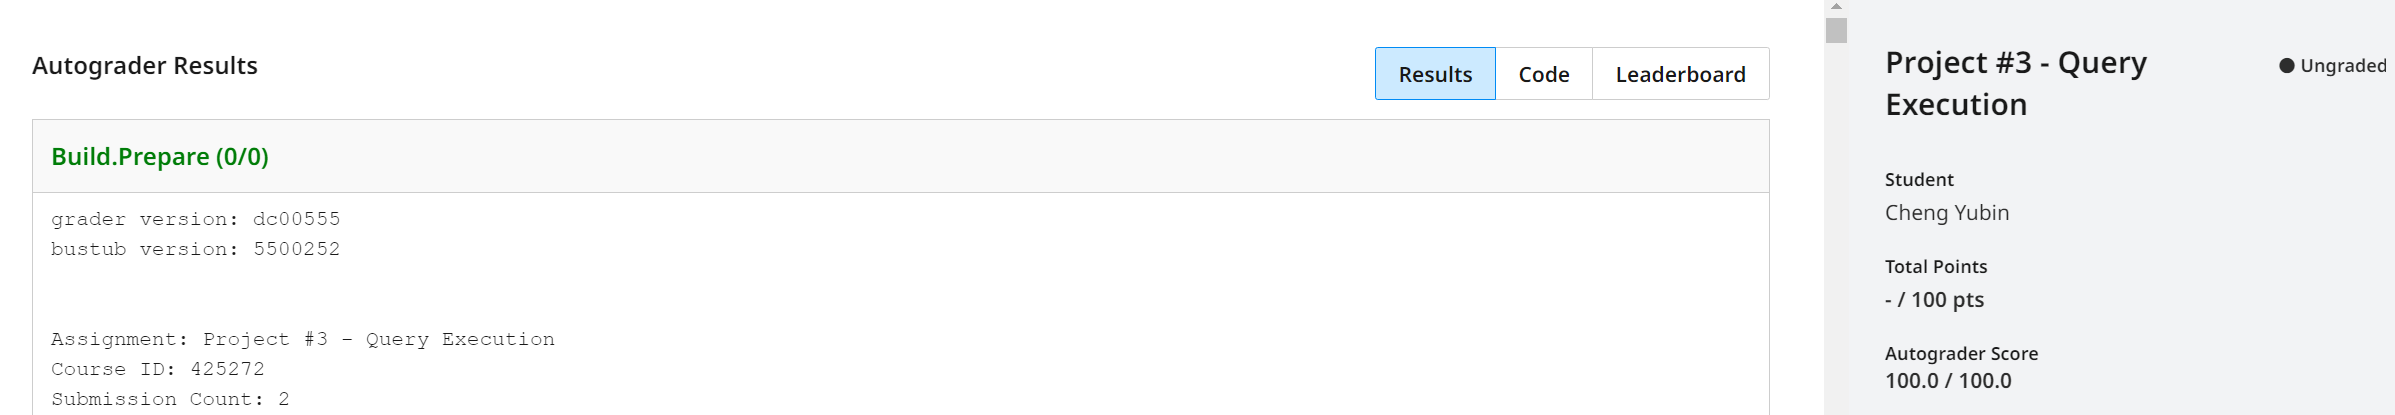 Autograder Results
Results
Code
Leaderboard
Build.Prepare (0/0)
grader version: dc00555
bustub version: 5500252
Assignment: Project #3 - Query Execution
Course ID: 425272
Submission Count: 2
Project #3 - Query
Execution
Ungraded
Student
Cheng Yubin
Total Points
- / 100 pts
Autograder Score
100.0 / 100.0